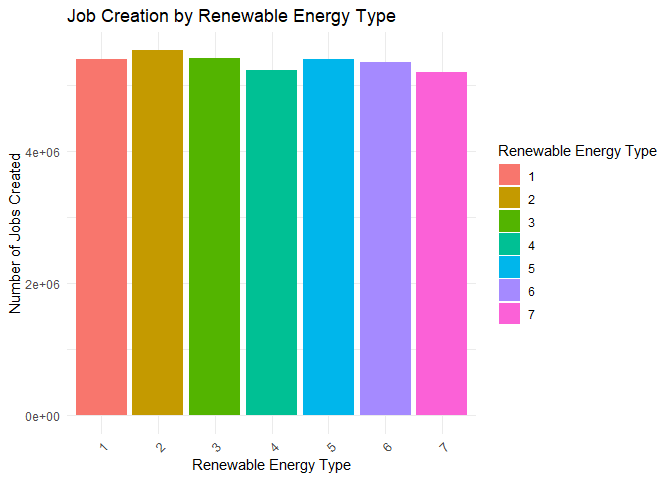 Job Creation by Renewable Energy Type
Number of Jobs Created
4e+06
2e+06
0e+00
1 2 3 4 5 6 7
Renewable Energy Type
Renewable Energy Type
1
2
3
4
5
6
7